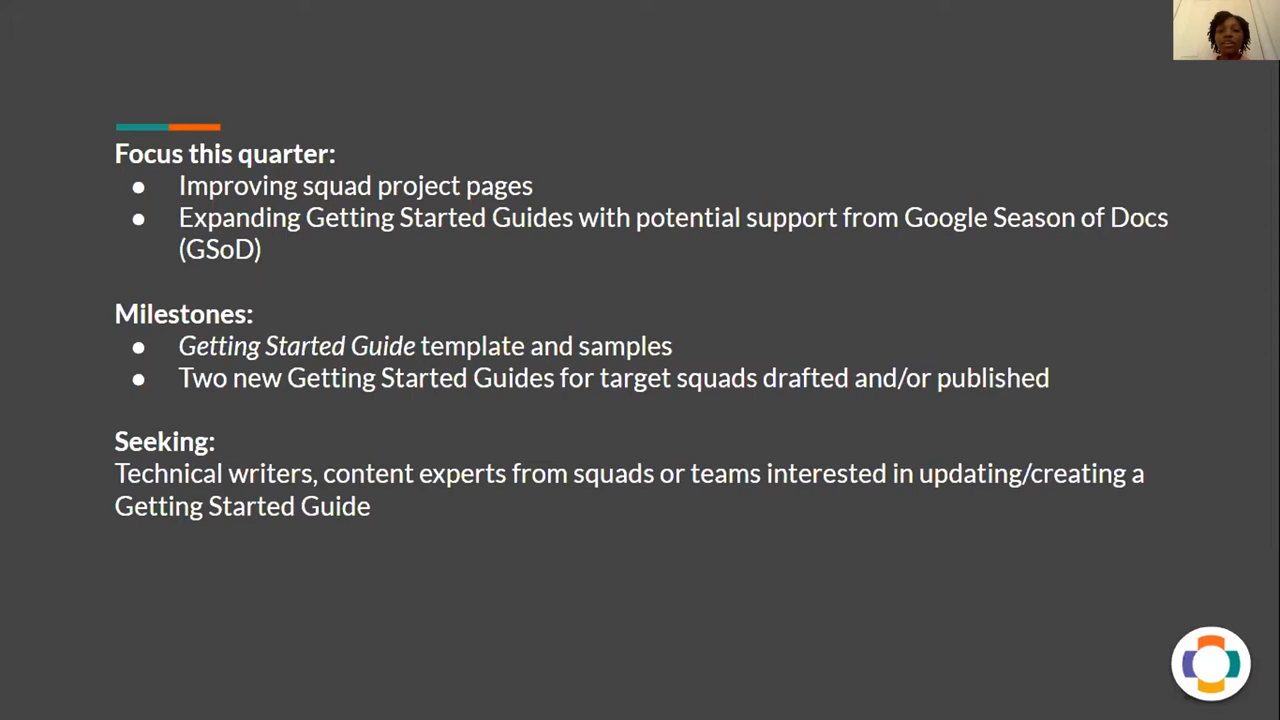 Focus this quarter:
● Improving squad project pages
● Expanding Getting Started Guides with potential support from Google Season of Docs
(GSoD)
Milestones:
● Getting Started Guide template and samples
● Two new Getting Started Guides for target squads drafted and/or published
Seeking:
Technical writers, content experts from squads or teams interested in updating/creating a
Getting Started Guide